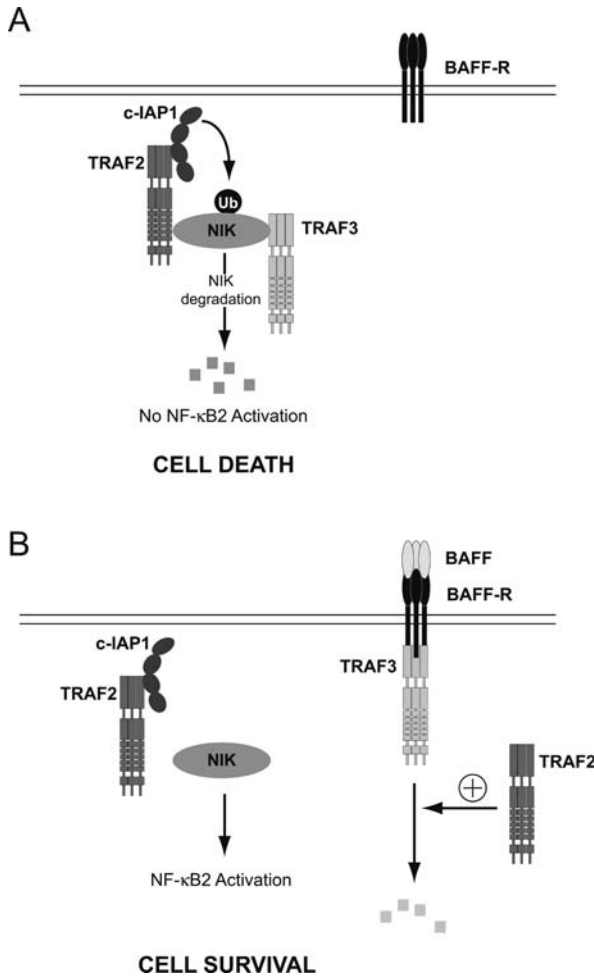 A
BAFF-R
c-IAP1
TRAF2
Ub
NIK
TRAF3
NIK
degradation
No NF-κB2 Activation
CELL DEATH
B
BAFF
BAFF-R
c-IAP1
TRAF3
TRAF2
NIK
TRAF2
+
NF-κB2 Activation
CELL SURVIVAL